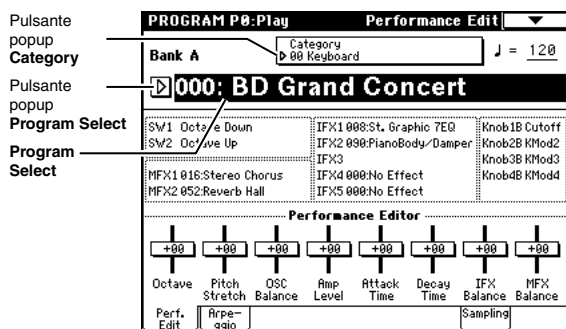 Pulsante
popup
Category
Pulsante
popup
Program Select
Program
Select
PROGRAM P0:Play Performance Edit
Bank A
Category
00 Keyboard
♩ = 120
000: BD Grand Concert
SW1 Octave Down
SW2 Octave Up
MFX1 016:Stereo Chorus
MFX2 052:Reverb Hall
IFX1 008:St. Graphic 7EQ
IFX2 090:PianoBody/Damper
IFX3
IFX4 000:No Effect
IFX5 000:No Effect
Knob1B Cutoff
Knob2B KMod2
Knob3B KMod3
Knob4B KMod4
Performance Editor
+00 +00 +00 +00 +00 +00 +00 +00
Octave Pitch Stretch OSC Balance Amp Level Attack Time Decay Time IFX Balance MFX Balance
Perf. Edit Arpe-ggio Sampling